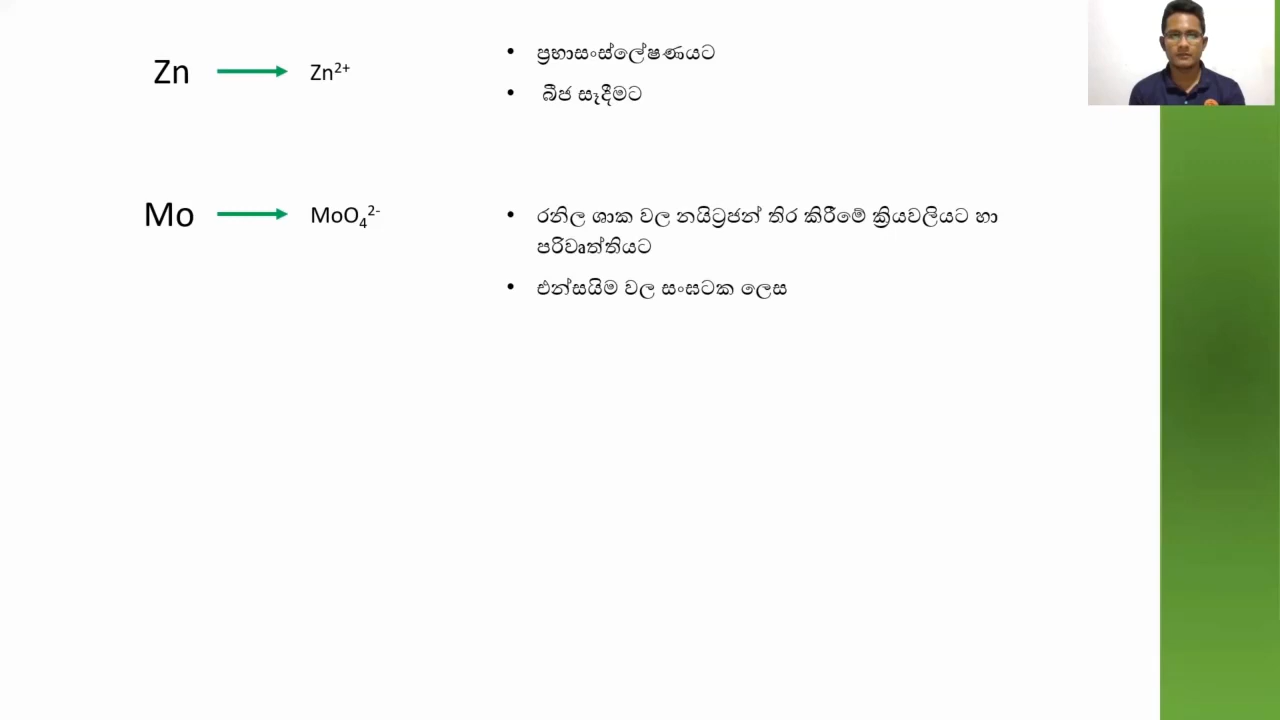 Zn → Zn²⁺
• ප්‍රභාසංස්ලේෂණයට
• බීජ සෑදීමට
Mo → MoO₄²⁻
• රනිල ශාක වල නයිට්‍රජන් තිර කිරීමේ ක්‍රියවලියට හා
පරිවෘත්තියට
• එන්සයිම වල සංඝටක ලෙස